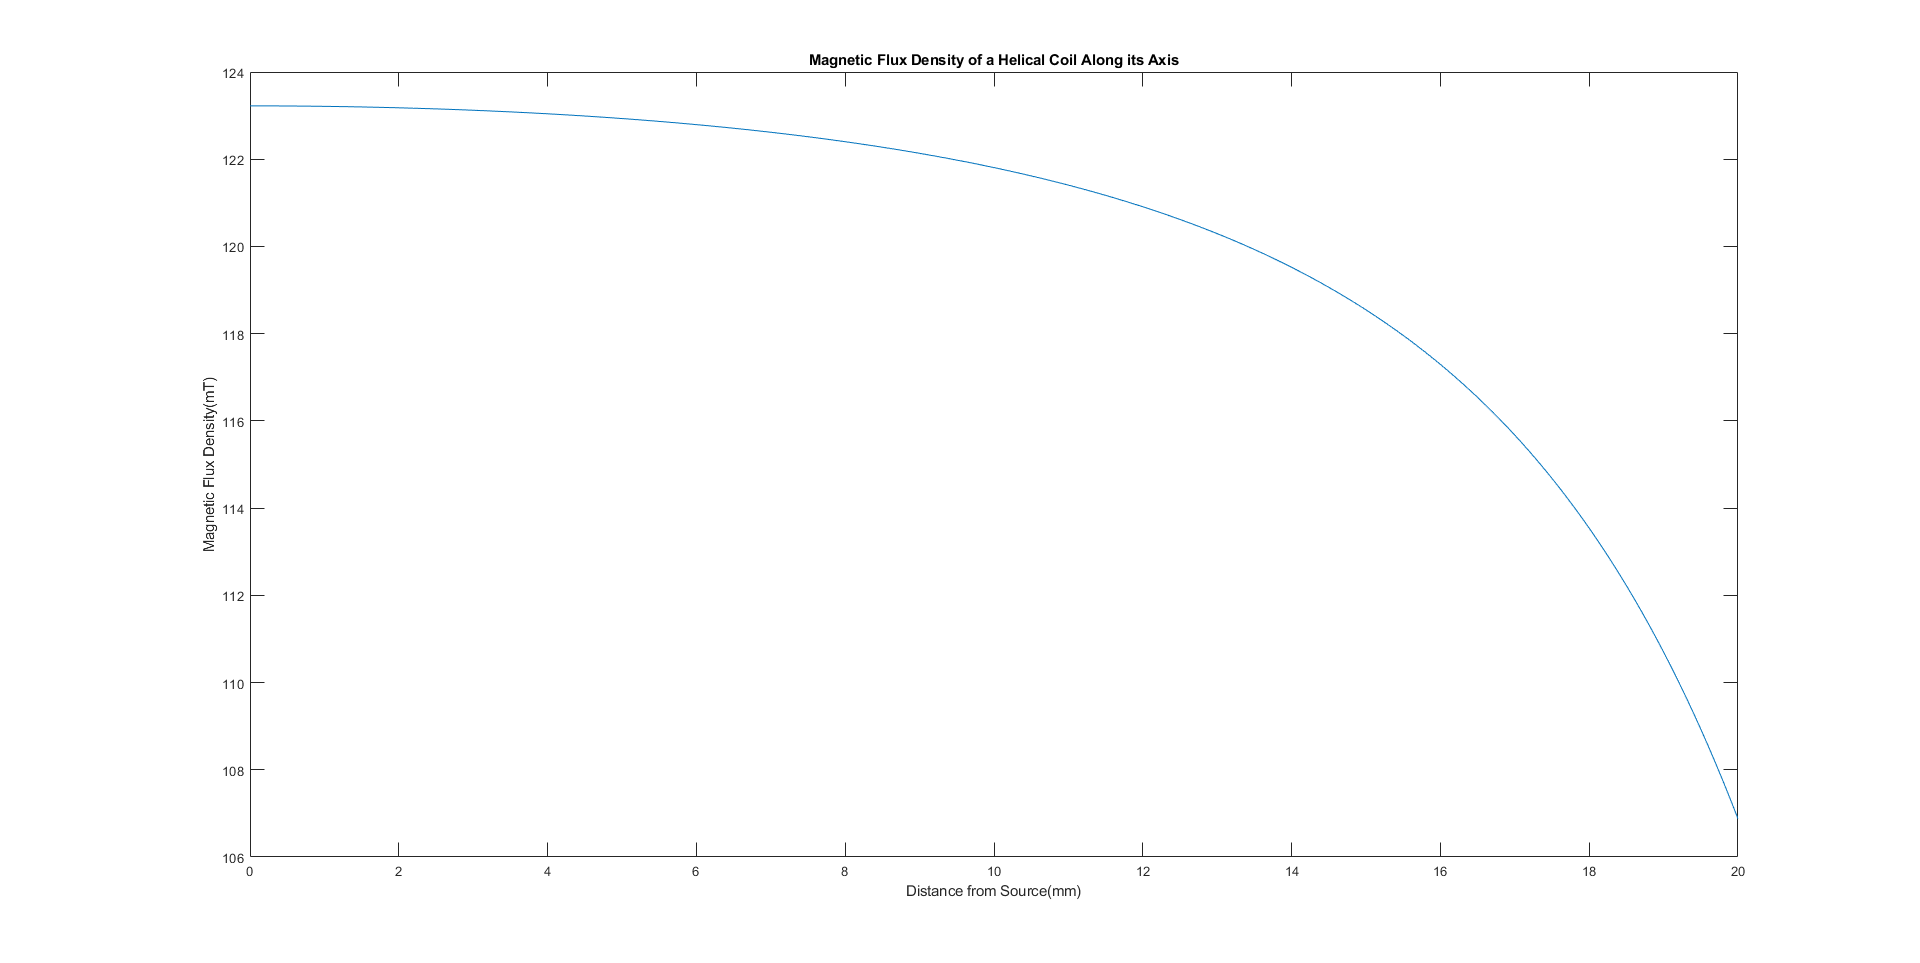 Magnetic Flux Density of a Helical Coil Along its Axis
124
122
120
118
116
114
112
110
108
106
Magnetic Flux Density(mT)
0 2 4 6 8 10 12 14 16 18 20
Distance from Source(mm)